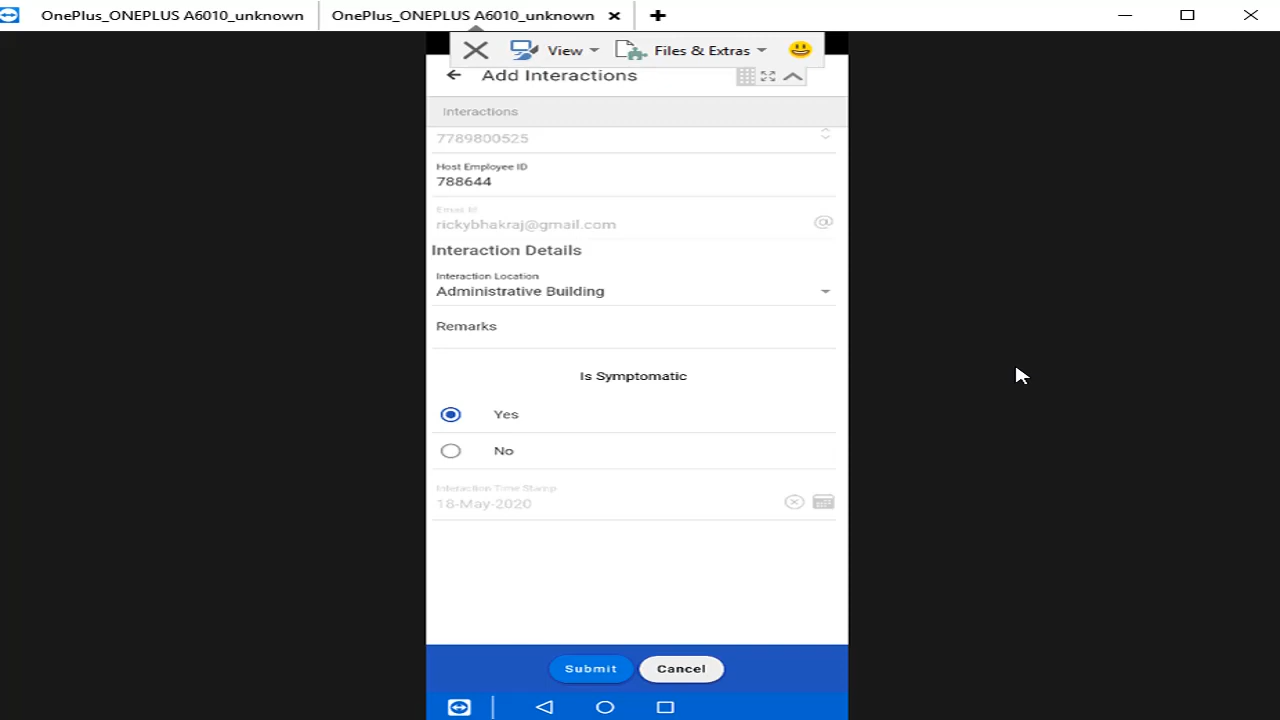 OnePlus_ONEPLUS A6010_unknown
OnePlus_ONEPLUS A6010_unknown
View
Files & Extras
Add Interactions
Interactions
7789800525
Host Employee ID
788644
Email Id
rickybhakraj@gmail.com
@
Interaction Details
Interaction Location
Administrative Building
Remarks
Is Symptomatic
Yes
No
Interaction Time Stamp
18-May-2020
Submit
Cancel